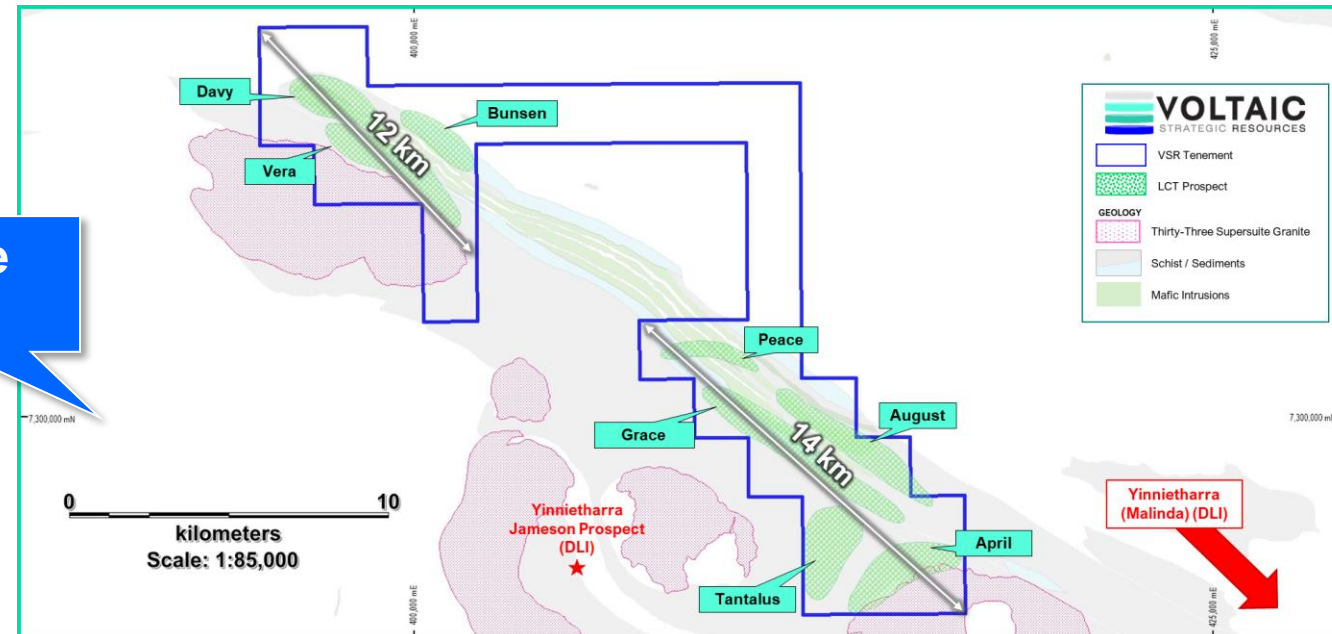 400,000 mE
425,000 mE
Davy
Bunsen
12 km
Vera
VOLTAIC
STRATEGIC RESOURCES
VSR Tenement
LCT Prospect
GEOLOGY
Thirty-Three Supersuite Granite
Schist / Sediments
Mafic Intrusions
e
Peace
7,300,000 mN
7,300,000 mN
August
Grace
14 km
0 10
kilometers
Scale: 1:85,000
Yinnietharra
Jameson Prospect
(DLI)
Yinnietharra
(Malinda) (DLI)
April
Tantalus
400,000 mE
425,000 mE